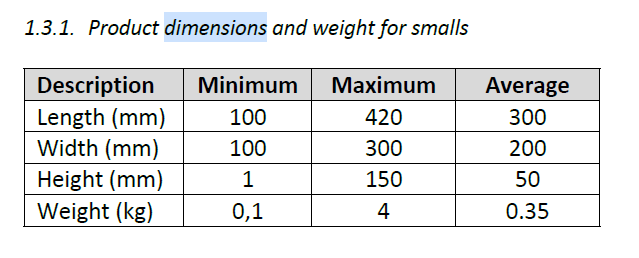 1.3.1. Product dimensions and weight for smalls
Description Minimum Maximum Average
Length (mm) 100 420 300
Width (mm) 100 300 200
Height (mm) 1 150 50
Weight (kg) 0,1 4 0.35